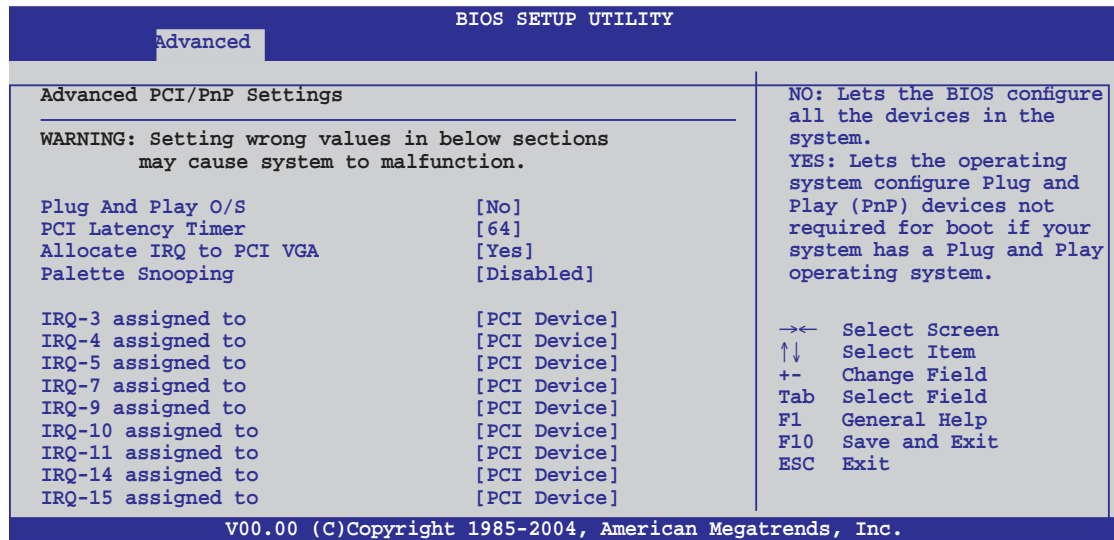 BIOS SETUP UTILITY
Advanced
Advanced PCI/PnP Settings
WARNING: Setting wrong values in below sections
may cause system to malfunction.
Plug And Play O/S [No]
PCI Latency Timer [64]
Allocate IRQ to PCI VGA [Yes]
Palette Snooping [Disabled]
IRQ-3 assigned to [PCI Device]
IRQ-4 assigned to [PCI Device]
IRQ-5 assigned to [PCI Device]
IRQ-7 assigned to [PCI Device]
IRQ-9 assigned to [PCI Device]
IRQ-10 assigned to [PCI Device]
IRQ-11 assigned to [PCI Device]
IRQ-14 assigned to [PCI Device]
IRQ-15 assigned to [PCI Device]
NO: Lets the BIOS configure
all the devices in the
system.
YES: Lets the operating
system configure Plug and
Play (PnP) devices not
required for boot if your
system has a Plug and Play
operating system.
→← Select Screen
↑↓ Select Item
+- Change Field
Tab Select Field
F1 General Help
F10 Save and Exit
ESC Exit
V00.00 (C)Copyright 1985-2004, American Megatrends, Inc.